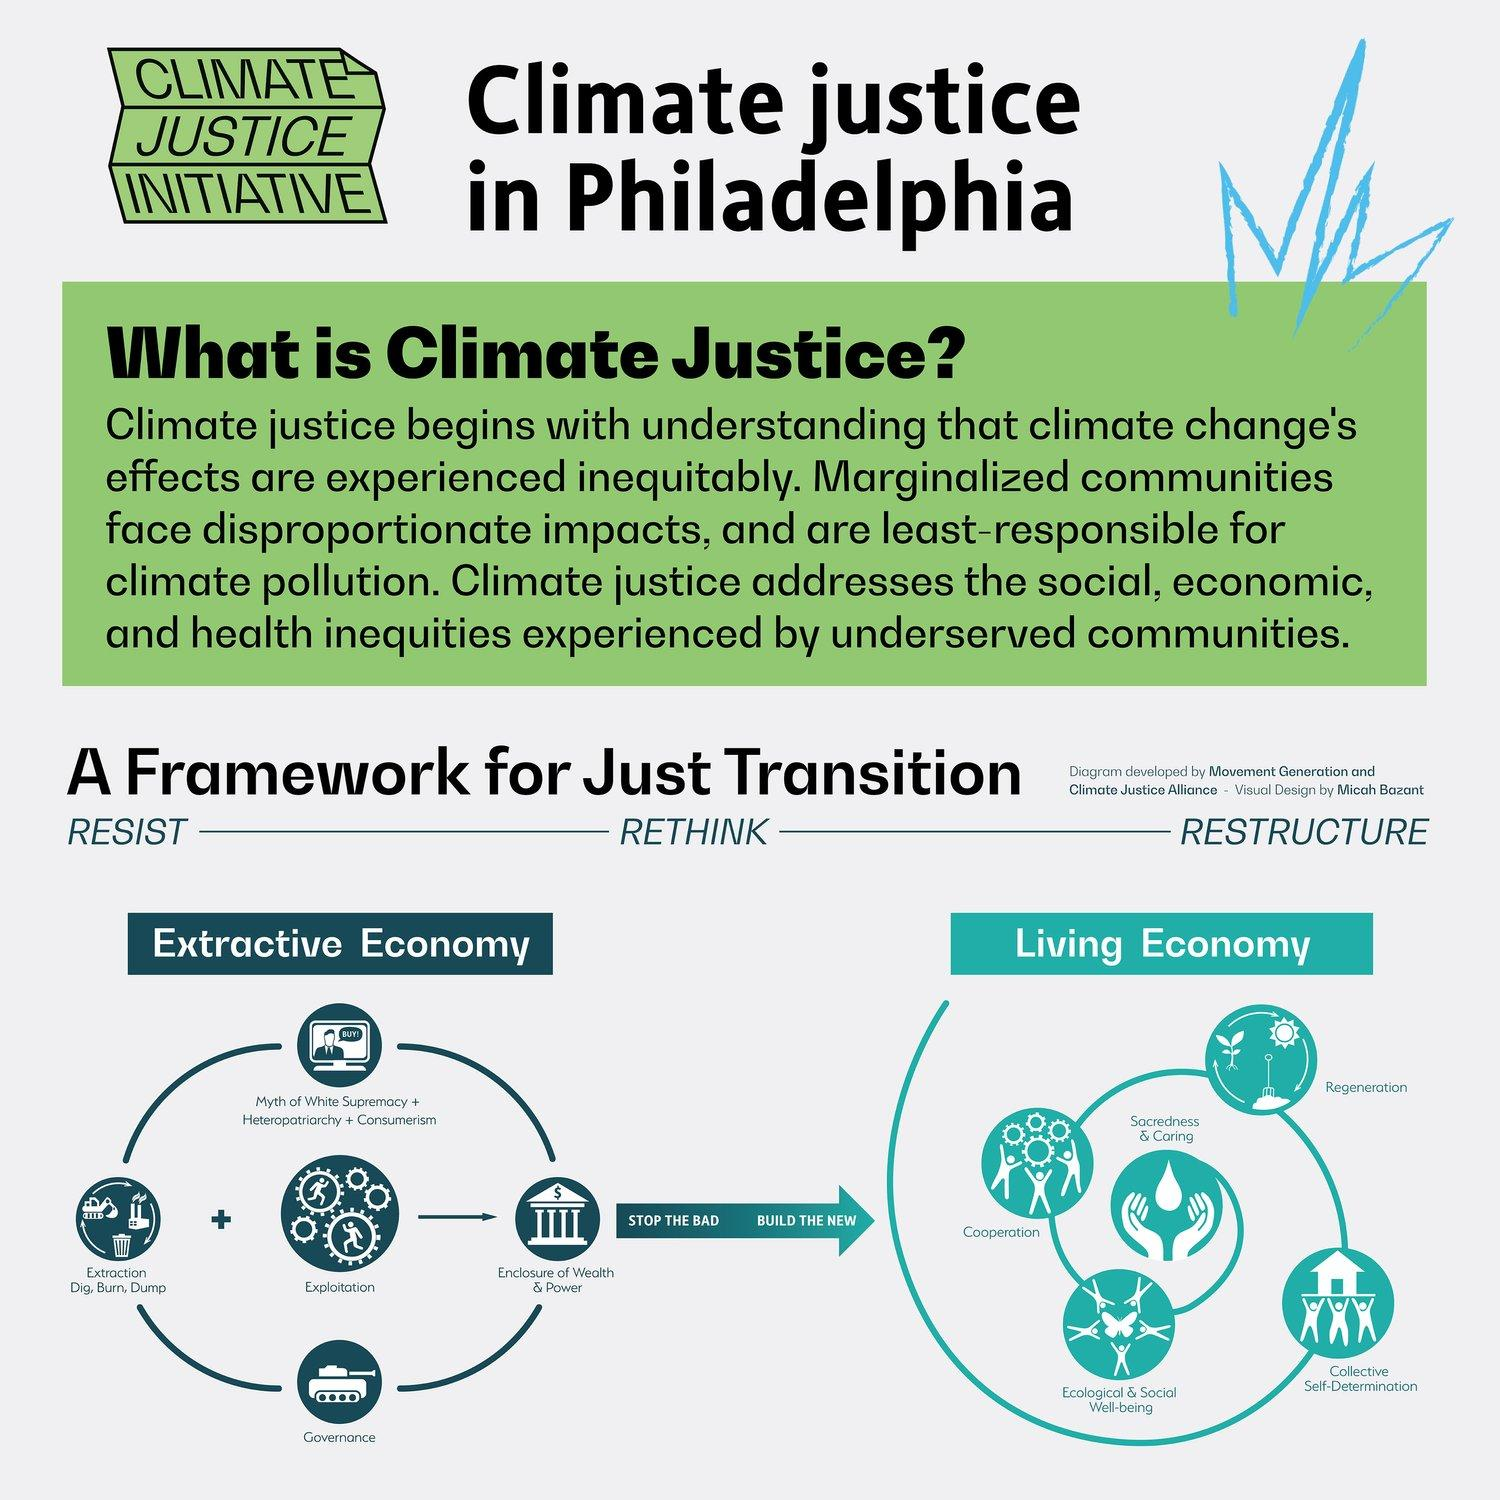 CLIMATE
JUSTICE
INITIATIVE
Climate justice
in Philadelphia
What is Climate Justice?
Climate justice begins with understanding that climate change's
effects are experienced inequitably. Marginalized communities
face disproportionate impacts, and are least-responsible for
climate pollution. Climate justice addresses the social, economic,
and health inequities experienced by underserved communities.
A Framework for Just Transition
Diagram developed by Movement Generation and
Climate Justice Alliance - Visual Design by Micah Bazant
RESIST RETHINK RESTRUCTURE
Extractive Economy
BUY!
Myth of White Supremacy +
Heteropatriarchy + Consumerism
+
$
Extraction
Dig, Burn, Dump
Exploitation
Enclosure of Wealth
& Power
Governance
STOP THE BAD BUILD THE NEW
Living Economy
Regeneration
Sacredness
& Caring
Cooperation
Ecological & Social
Well-being
Collective
Self-Determination